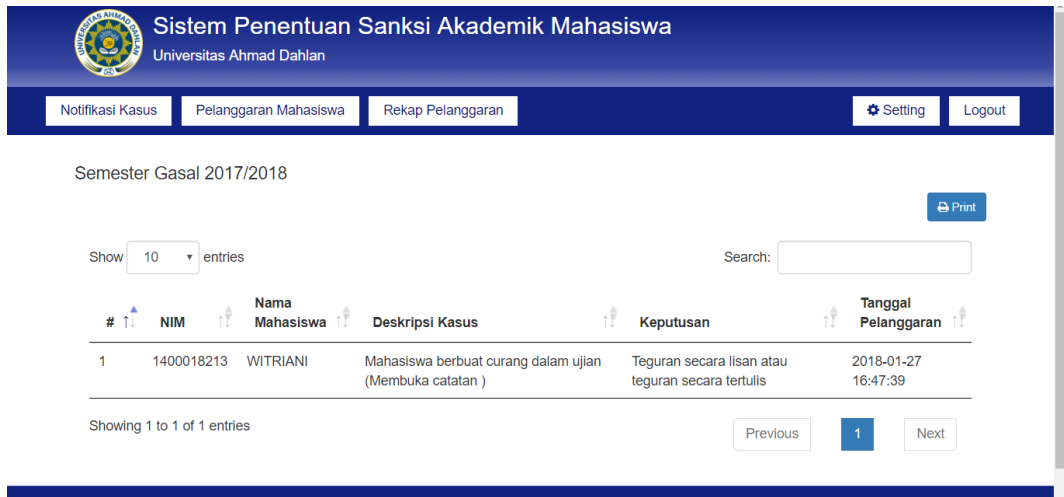 UNIVERSITAS AHMAD DAHLAN
Sistem Penentuan Sanksi Akademik Mahasiswa
Universitas Ahmad Dahlan
Notifikasi Kasus Pelanggaran Mahasiswa Rekap Pelanggaran Setting Logout
Semester Gasal 2017/2018
Print
Show 10 entries Search:
# NIM Nama Mahasiswa Deskripsi Kasus Keputusan Tanggal Pelanggaran
1 1400018213 WITRIANI Mahasiswa berbuat curang dalam ujian Teguran secara lisan atau 2018-01-27
(Membuka catatan ) teguran secara tertulis 16:47:39
Showing 1 to 1 of 1 entries
Previous 1 Next